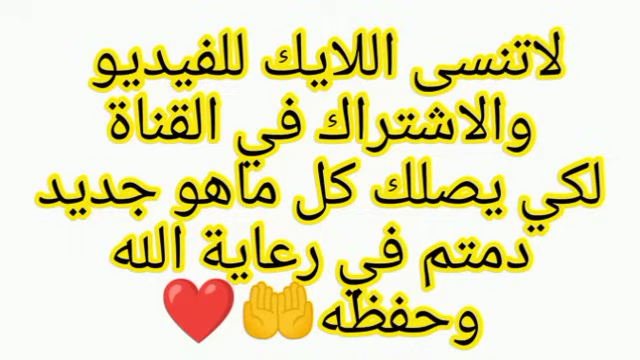 لاتنسى اللايك للفيديو
والاشتراك في القناة
لكي يصلك كل ماهو جديد
دمتم في رعاية الله
وحفظه🤲❤️